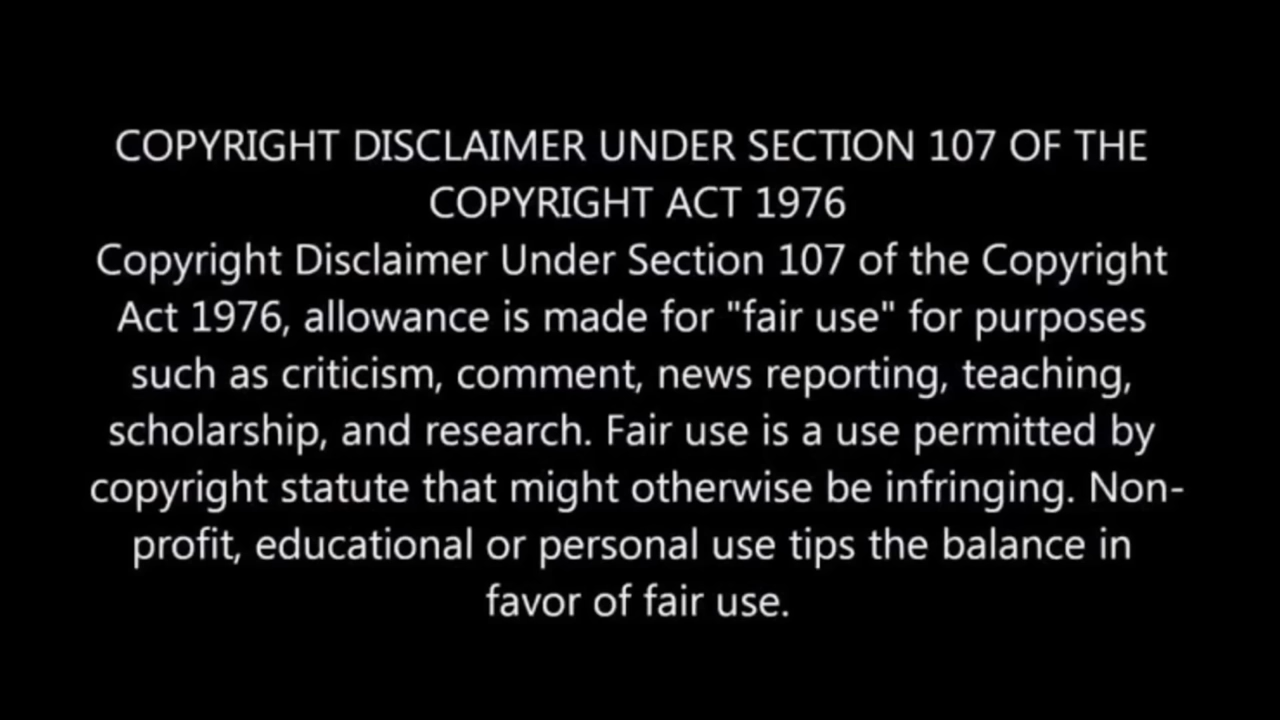 COPYRIGHT DISCLAIMER UNDER SECTION 107 OF THE
COPYRIGHT ACT 1976
Copyright Disclaimer Under Section 107 of the Copyright
Act 1976, allowance is made for "fair use" for purposes
such as criticism, comment, news reporting, teaching,
scholarship, and research. Fair use is a use permitted by
copyright statute that might otherwise be infringing. Non-
profit, educational or personal use tips the balance in
favor of fair use.